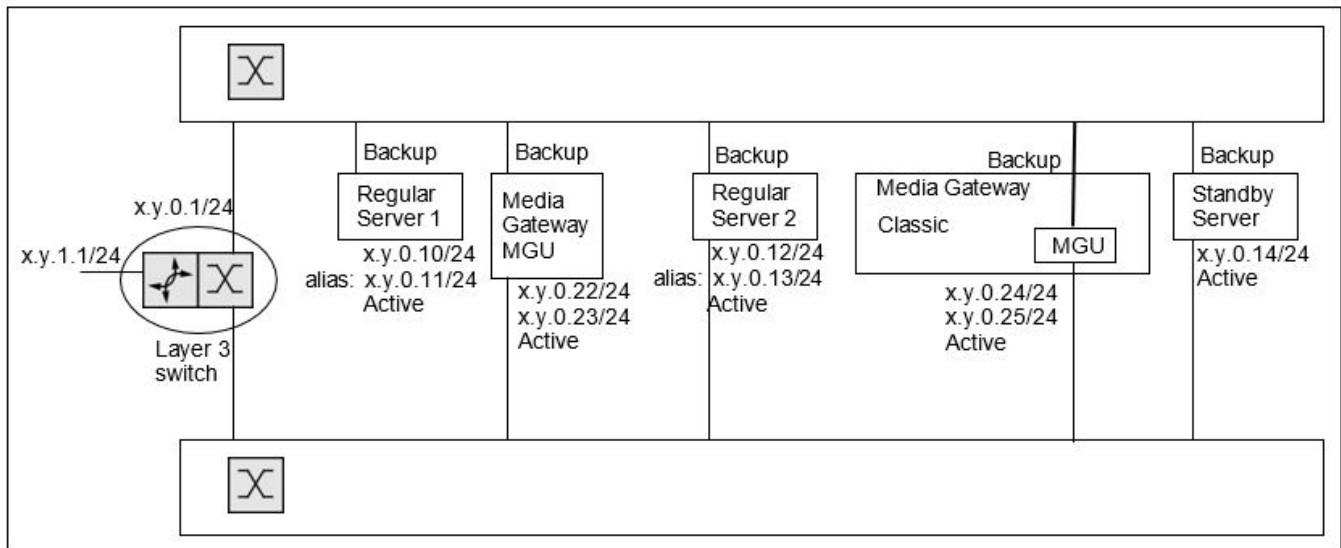 Backup
Backup
Backup
Backup
Backup
Regular
Server 1
Media
Gateway
MGU
Regular
Server 2
Media Gateway
Classic
MGU
Standby
Server
x.y.0.1/24
x.y.1.1/24
Layer 3
switch
x.y.0.10/24
alias: x.y.0.11/24
Active
x.y.0.22/24
x.y.0.23/24
Active
x.y.0.12/24
alias: x.y.0.13/24
Active
x.y.0.24/24
x.y.0.25/24
Active
x.y.0.14/24
Active